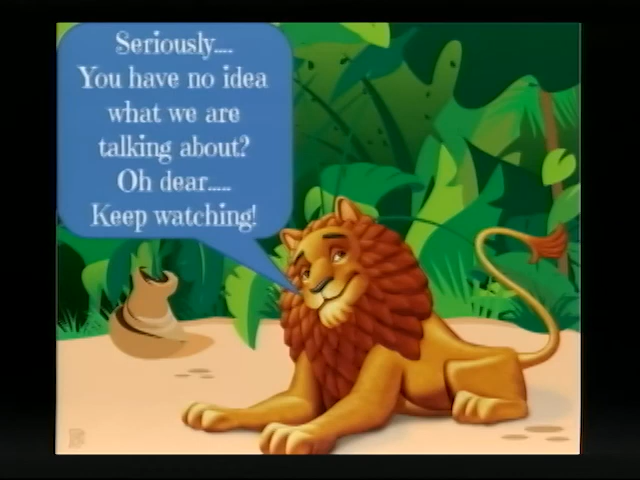 Seriously....
You have no idea
what we are
talking about?
Oh dear.....
Keep watching!